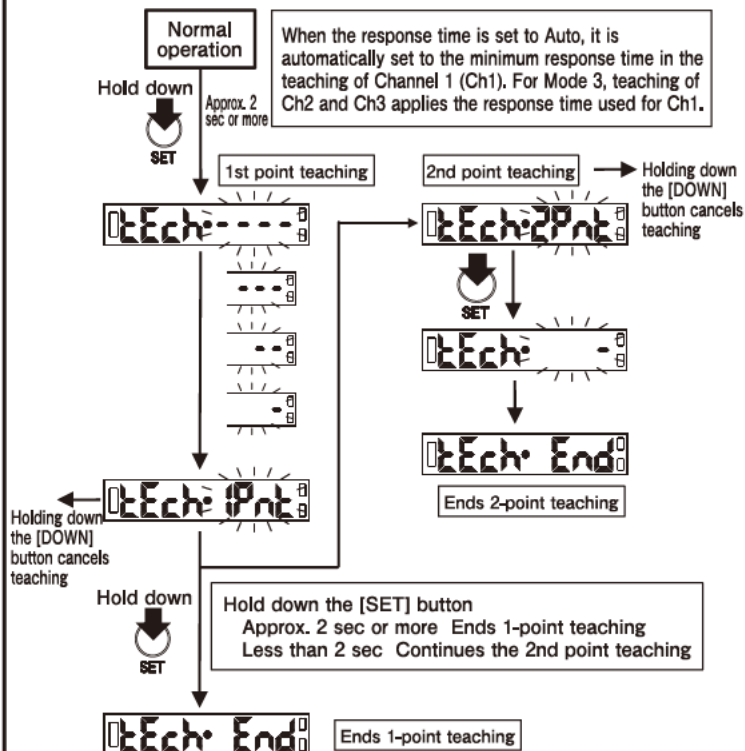 Normal
operation
When the response time is set to Auto, it is
automatically set to the minimum response time in the
teaching of Channel 1 (Ch1). For Mode 3, teaching of
Ch2 and Ch3 applies the response time used for Ch1.
Hold down
Approx. 2
sec or more
SET
1st point teaching
tEch ----
---
--
-
tEch 1Pnt
Holding down
the [DOWN]
button cancels
teaching
2nd point teaching
Holding down
the [DOWN]
button cancels
teaching
tEch 2Pnt
SET
tEch -
tEch End
Ends 2-point teaching
Hold down
SET
Hold down the [SET] button
Approx. 2 sec or more Ends 1-point teaching
Less than 2 sec Continues the 2nd point teaching
tEch End
Ends 1-point teaching